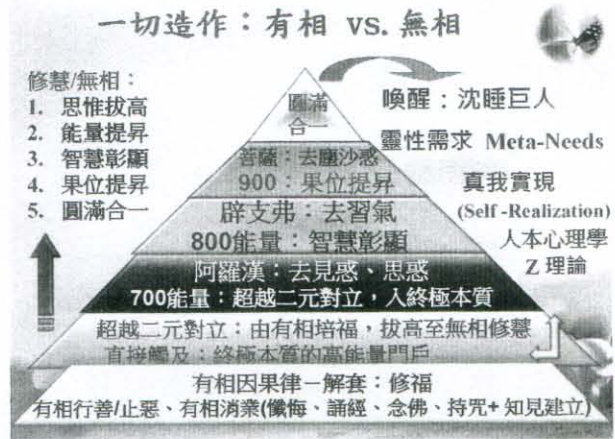 一切造作：有相 vs. 無相
修慧/無相：
1. 思惟拔高
2. 能量提昇
3. 智慧彰顯
4. 果位提昇
5. 圓滿合一
圓滿
合一
菩薩：去塵沙惑
900：果位提昇
辟支弗：去習氣
800能量：智慧彰顯
阿羅漢：去見惑、思惑
700能量：超越二元對立，入終極本質
超越二元對立：由有相培福，拔高至無相修慧
直接觸及：終極本質的高能量門戶
有相因果律－解套：修福
有相行善/止惡、有相消業(懺悔、誦經、念佛、持咒+ 知見建立)
喚醒：沈睡巨人
靈性需求 Meta-Needs
真我實現
(Self -Realization)
人本心理學
Z 理論